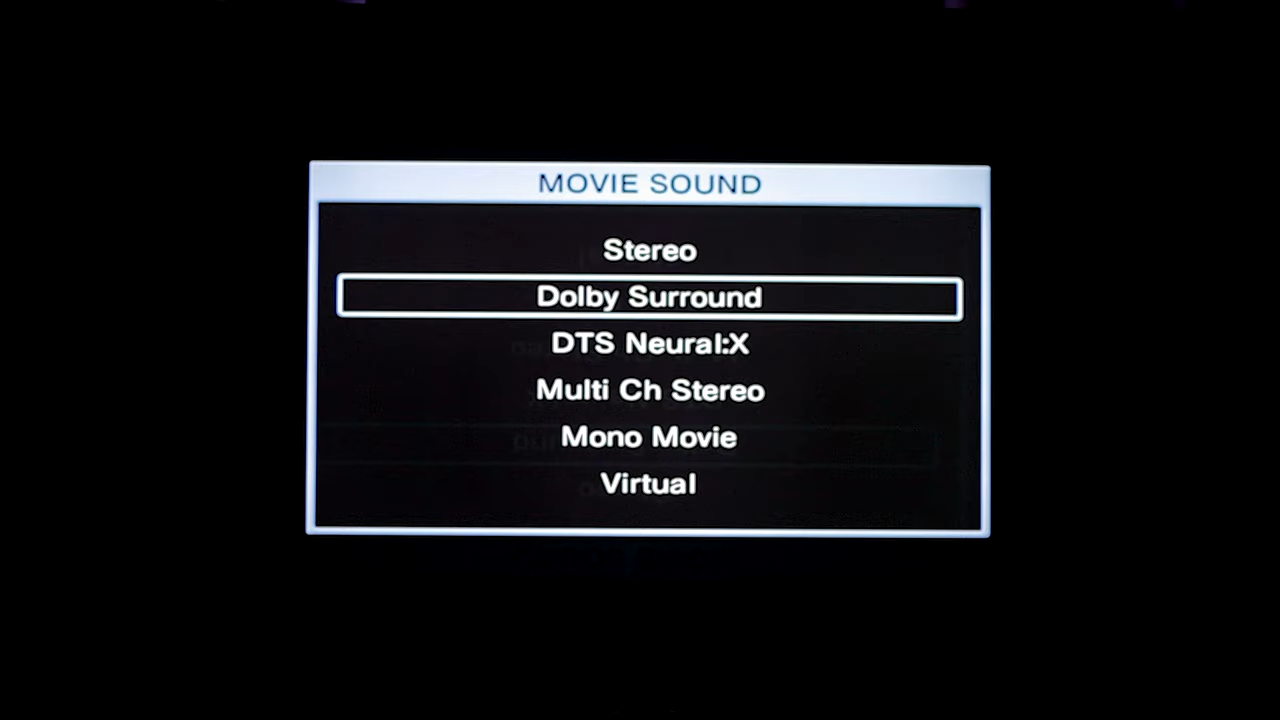 MOVIE SOUND
Stereo
Dolby Surround
DTS Neural:X
Multi Ch Stereo
Mono Movie
Virtual